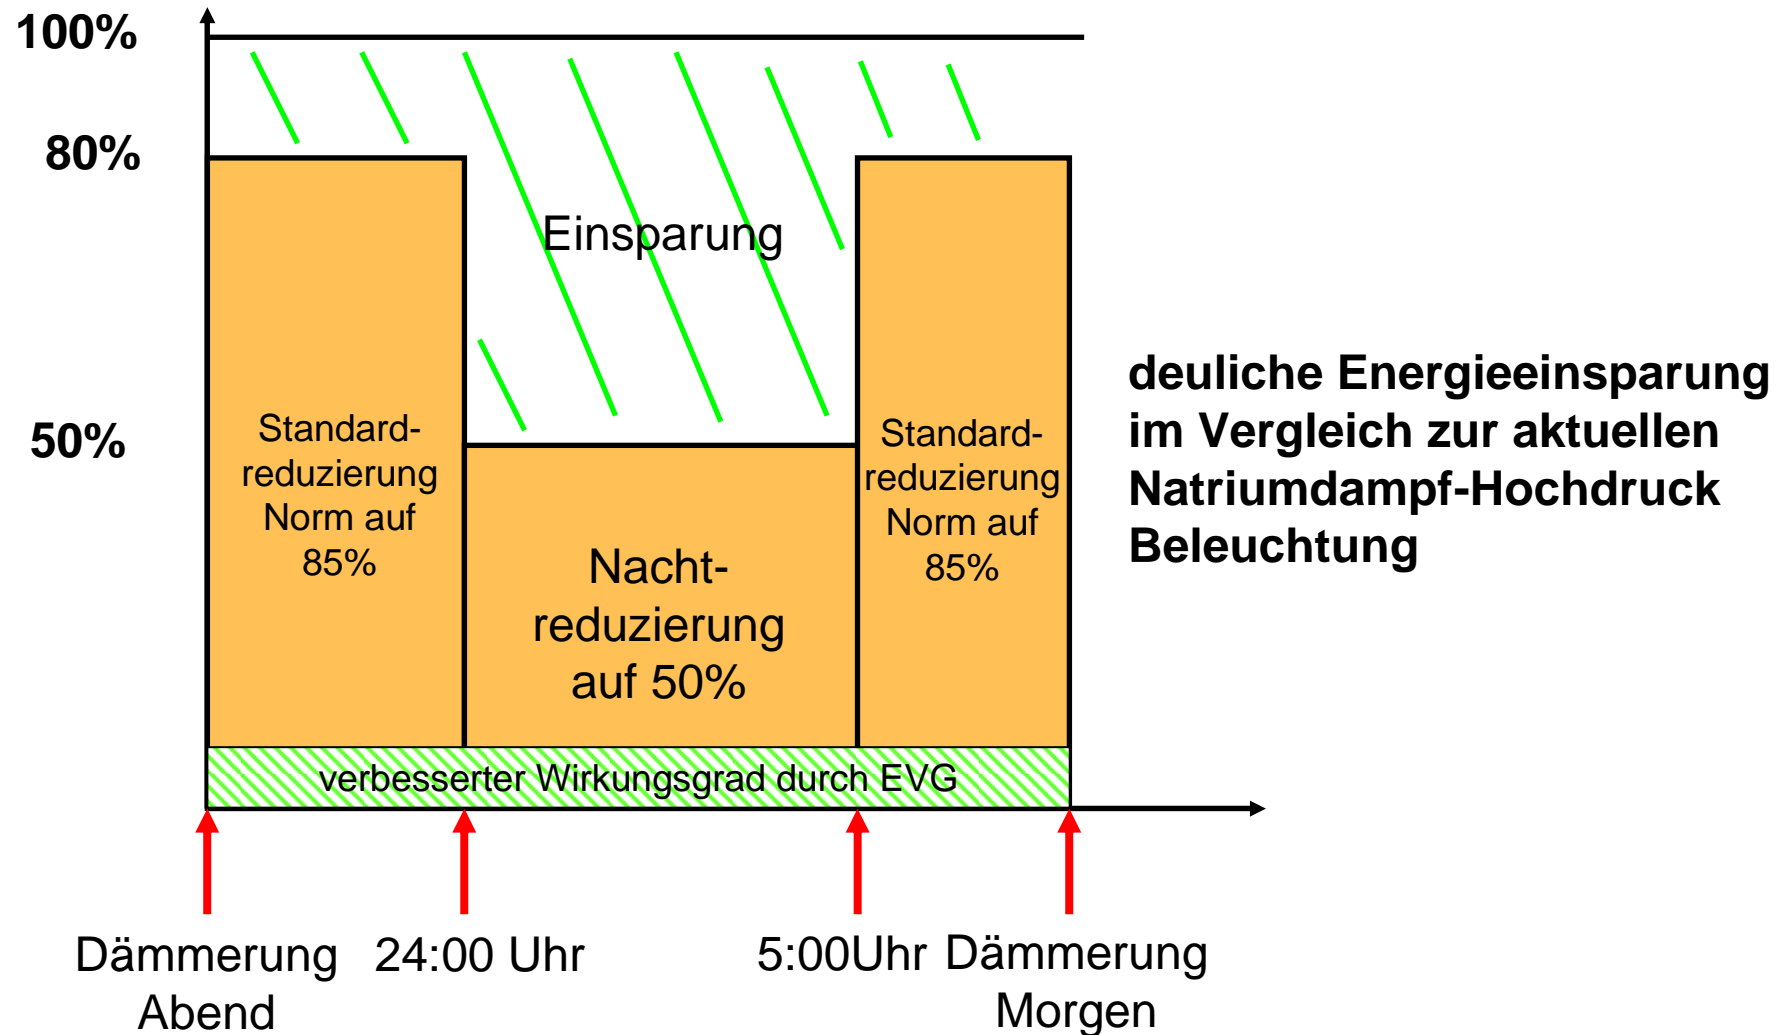 100%
80%
50%
Einsparung
Standard-
reduzierung
Norm auf
85%
Nacht-
reduzierung
auf 50%
Standard-
reduzierung
Norm auf
85%
verbesserter Wirkungsgrad durch EVG
Dämmerung
Abend
24:00 Uhr
5:00Uhr
Dämmerung
Morgen
deuliche Energieeinsparung
im Vergleich zur aktuellen
Natriumdampf-Hochdruck
Beleuchtung